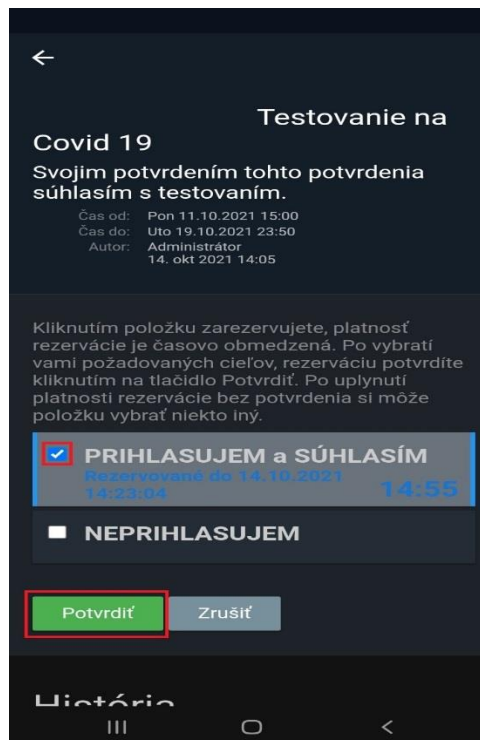 Testovanie na
Covid 19
Svojim potvrdením tohto potvrdenia
súhlasím s testovaním.
Čas od: Pon 11.10.2021 15:00
Čas do: Uto 19.10.2021 23:50
Autor: Administrátor
14. okt 2021 14:05
Kliknutím položku zarezervujete, platnosť
rezervácie je časovo obmedzená. Po vybratí
vami požadovaných cieľov, rezerváciu potvrdíte
kliknutím na tlačidlo Potvrdiť. Po uplynutí
platnosti rezervácie bez potvrdenia si môže
položku vybrať niekto iný.
PRIHLASUJEM a SÚHLASÍM
Rezervované do 14.10.2021
14:23:04 14:55
NEPRIHLASUJEM
Potvrdiť Zrušiť
História